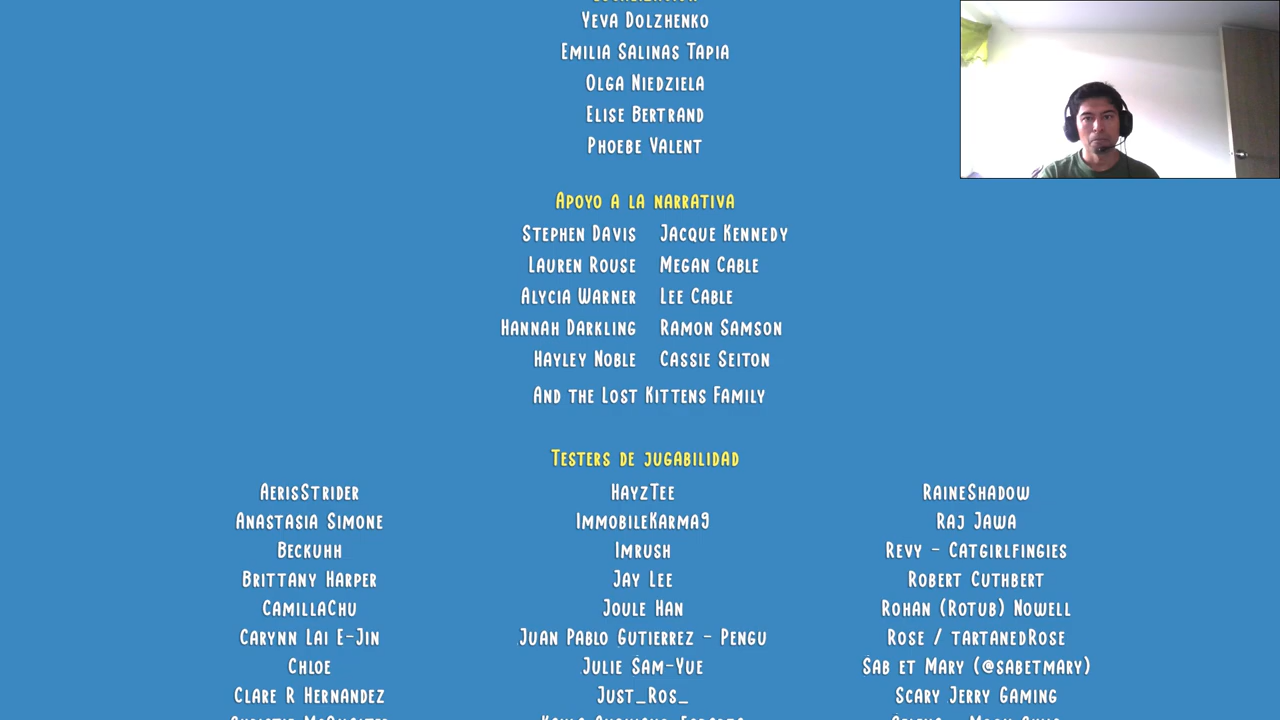 Yeva Dolzhenko
Emilia Salinas Tapia
Olga Niedziela
Elise Bertrand
Phoebe Valent
Apoyo a la narrativa
Stephen Davis Jacque Kennedy
Lauren Rouse Megan Cable
Alycia Warner Lee Cable
Hannah Darkling Ramon Samson
Hayley Noble Cassie Seiton
And the Lost Kittens Family
Testers de jugabilidad
AerisStrider HayzTee RaineShadow
Anastasia Simone ImmobileKarma9 Raj Jawa
Beckuhh Imrush Revy - Catgirlfingies
Brittany Harper Jay Lee Robert Cuthbert
CamillaChu Joule Han Rohan (Rotub) Nowell
Carynn Lai E-Jin Juan Pablo Gutierrez - Pengu Rose / tartanedRose
Chloe Julie Sam-Yue Sab et Mary (@sabetmary)
Clare R Hernandez Just_Ros_ Scary Jerry Gaming